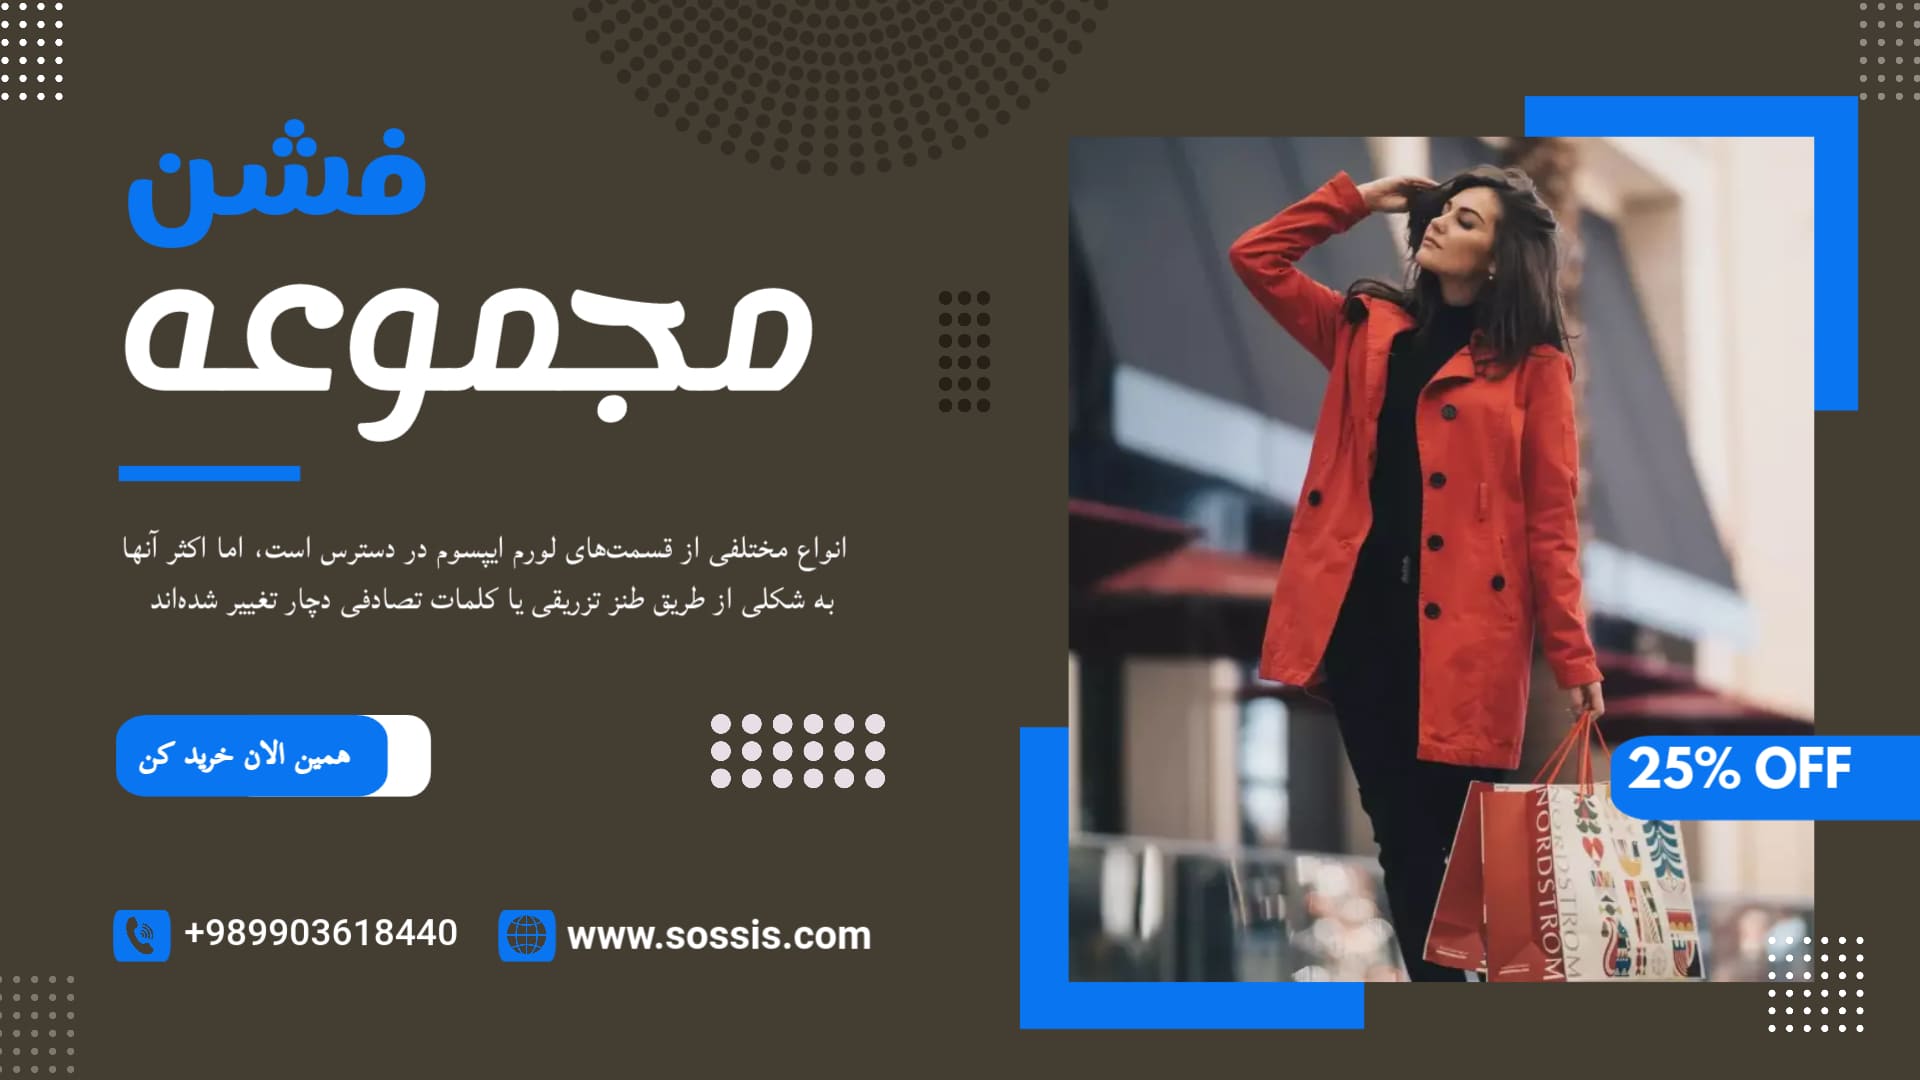 فشن
مجموعه
انواع مختلفی از قسمت‌های لورم ایپسوم در دسترس است، اما اکثر آنها
به شکلی از طریق طنز تزریقی یا کلمات تصادفی دچار تغییر شده‌اند
همین الان خرید کن
+989903618440
www.sossis.com
25% OFF
NORDSTROM
NORDSTROM